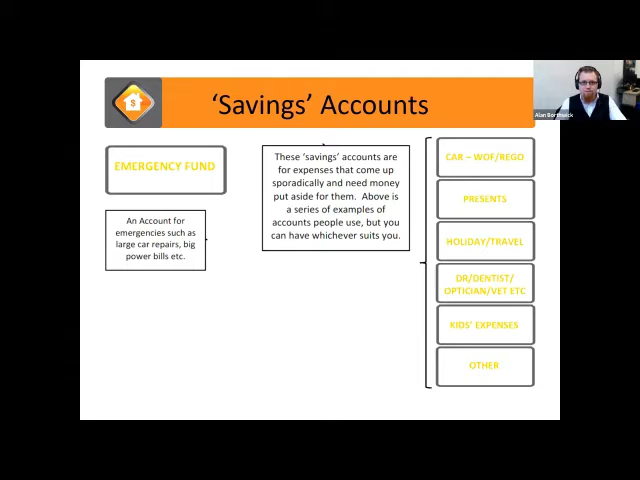 'Savings' Accounts
$
Alan Borthwick
EMERGENCY FUND
An Account for
emergencies such as
large car repairs, big
power bills etc.
These 'savings' accounts are
for expenses that come up
sporadically and need money
put aside for them. Above is
a series of examples of
accounts people use, but you
can have whichever suits you.
CAR – WOF/REGO
PRESENTS
HOLIDAY/TRAVEL
DR/DENTIST/
OPTICIAN/VET ETC
KIDS' EXPENSES
OTHER